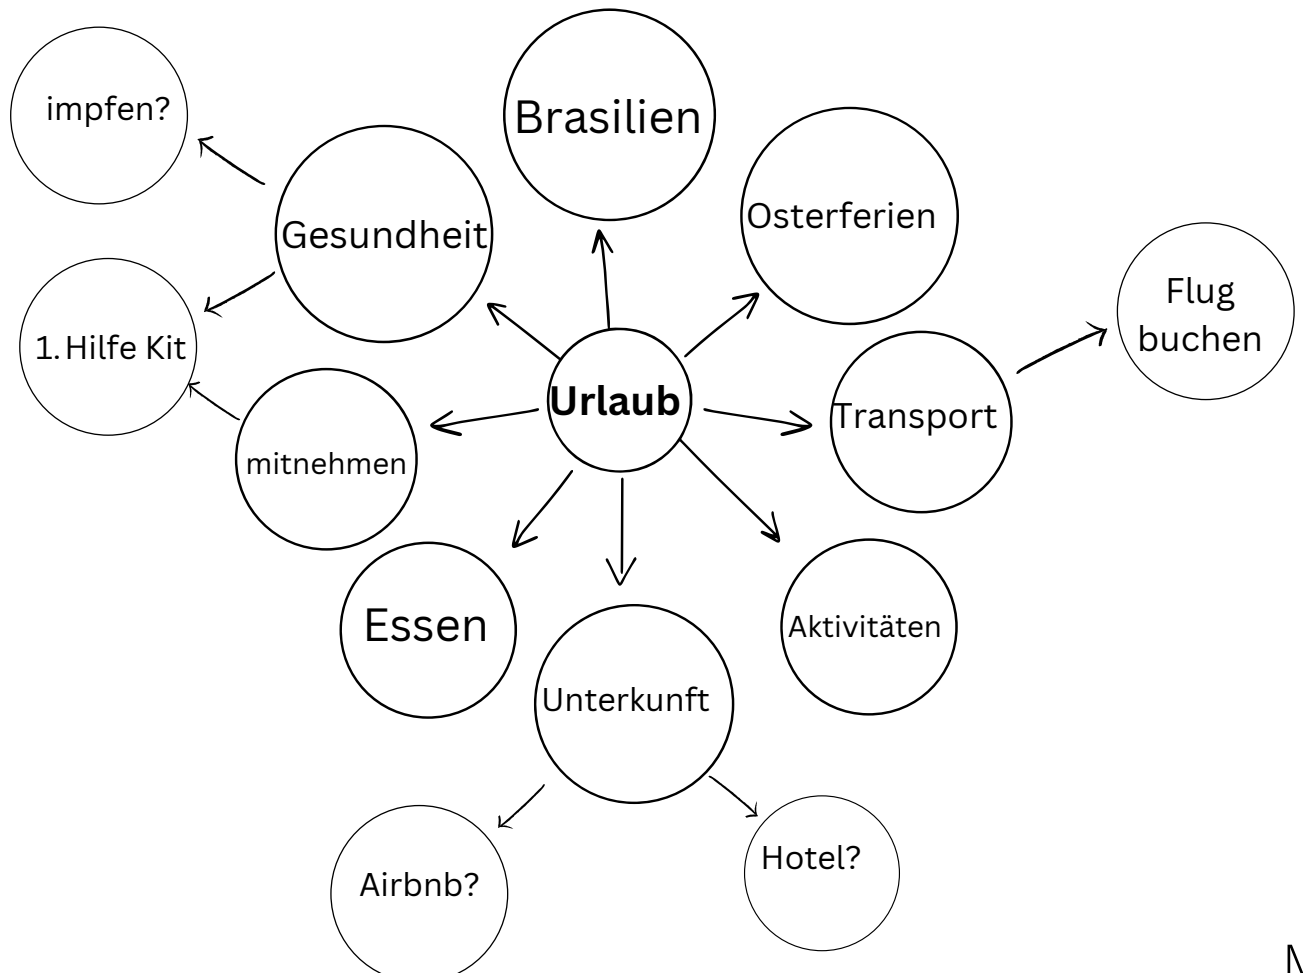 impfen?
Brasilien
Osterferien
Gesundheit
Flug
buchen
1. Hilfe Kit
Urlaub
Transport
mitnehmen
Essen
Aktivitäten
Unterkunft
Airbnb?
Hotel?